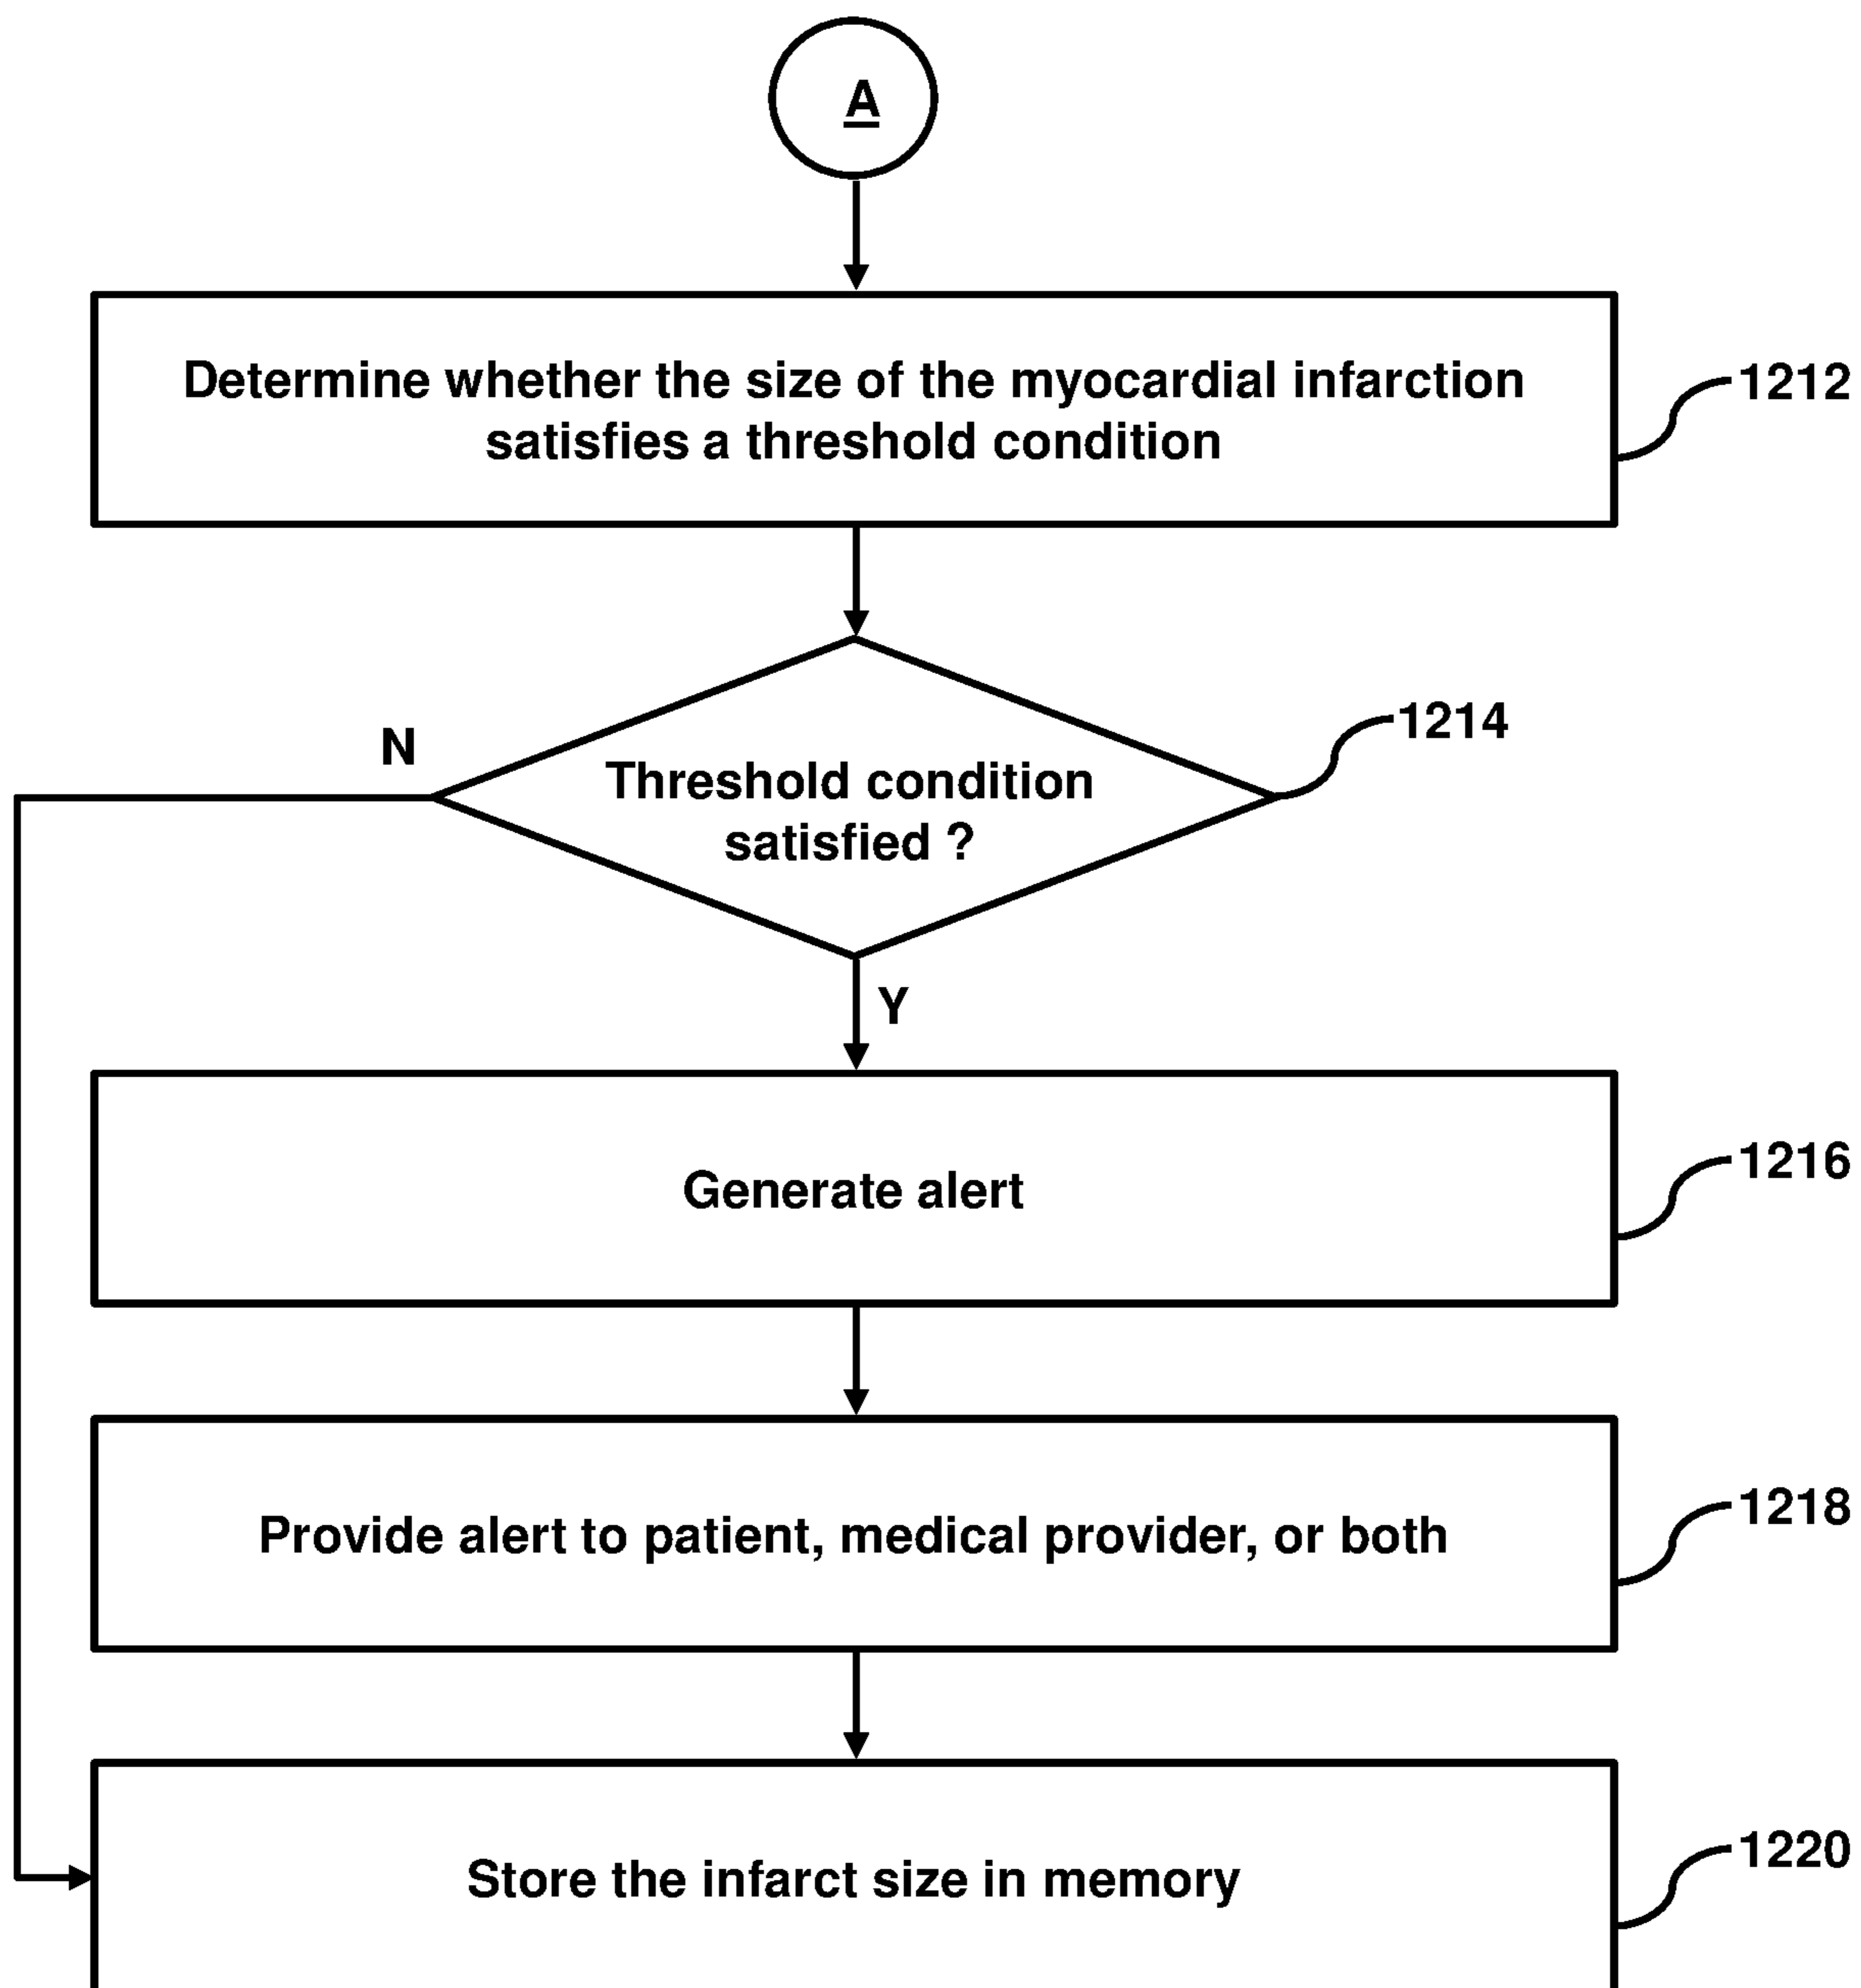 A
Determine whether the size of the myocardial infarction
satisfies a threshold condition
1212
N
Threshold condition
satisfied ?
1214
Y
Generate alert
1216
Provide alert to patient, medical provider, or both
1218
Store the infarct size in memory
1220